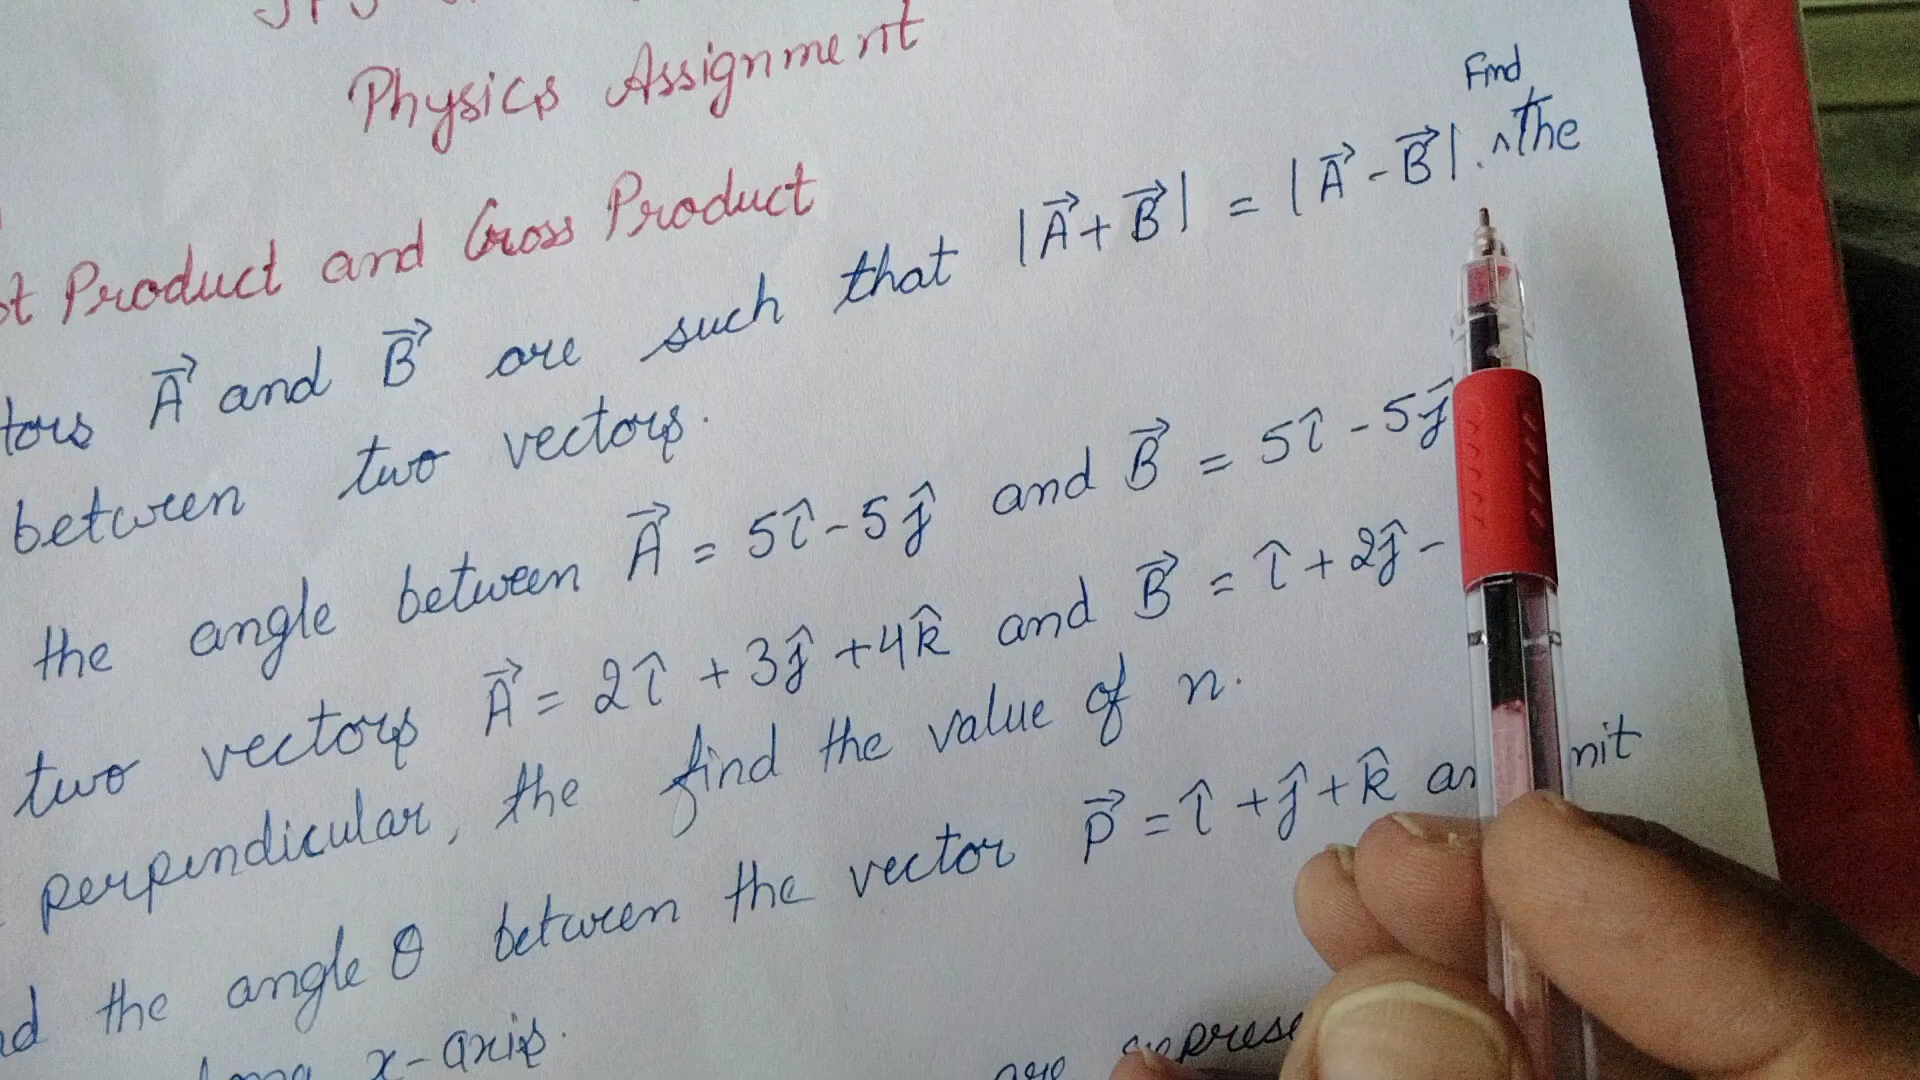 Physics Assignment
Product and Cross Product
A⃗ and B⃗ are such that |A⃗ + B⃗| = |A⃗ - B⃗|. ^ The
Find
between two vectors.
the angle between A⃗ = 5î - 5ĵ and B⃗ = 5î - 5ĵ
two vectors A⃗ = 2î + 3ĵ + 4k̂ and B⃗ = î + 2ĵ -
perpendicular, the find the value of n.
the angle θ between the vector P⃗ = î + ĵ + k̂
x-axis.
are